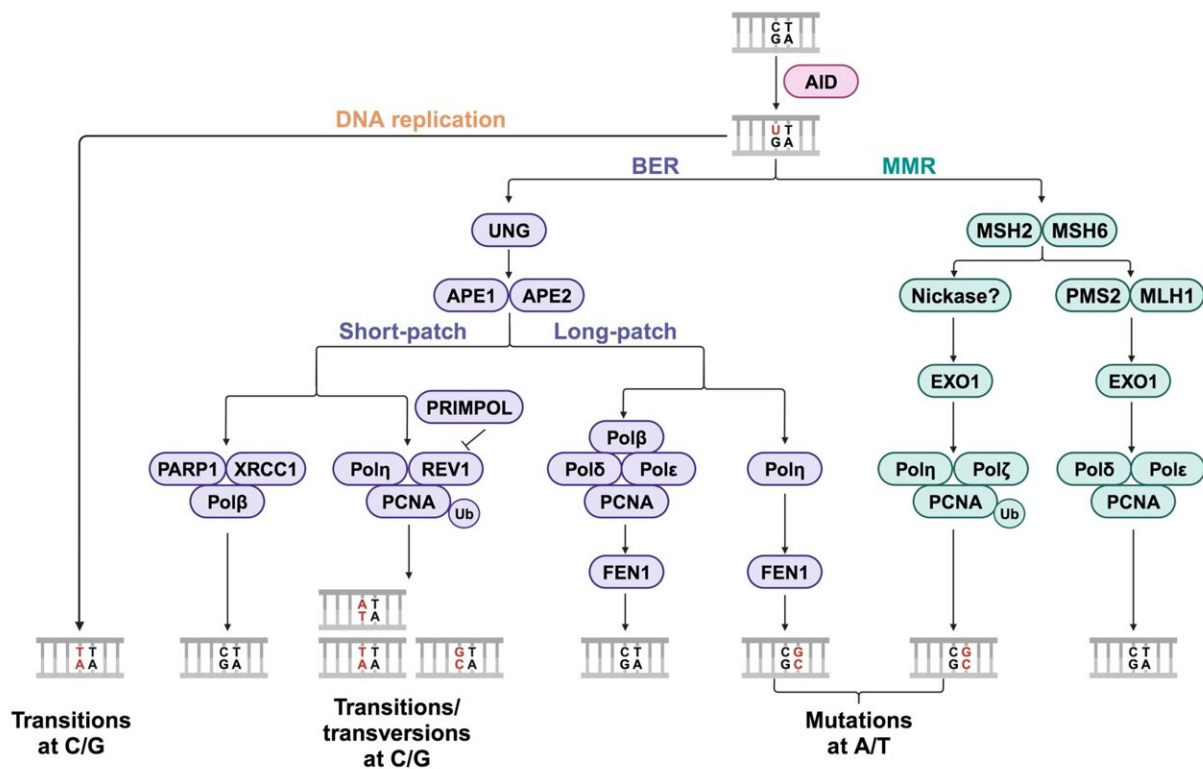 C T
G A
AID
DNA replication
U T
G A
BER
MMR
UNG
MSH2 MSH6
APE1 APE2
Nickase?
PMS2 MLH1
Short-patch
Long-patch
EXO1
EXO1
PRIMPOL
Polβ
PARP1 XRCC1
Polη REV1
Polδ Polε
Polη
Polη Polζ
Polδ Polε
Polβ
PCNA
Ub
PCNA
PCNA
Ub
PCNA
FEN1
FEN1
A T
T A
T T
A A
C T
G A
T T
A A
G T
C A
C T
G A
C G
G C
C G
G C
C T
G A
Transitions
at C/G
Transitions/
transversions
at C/G
Mutations
at A/T